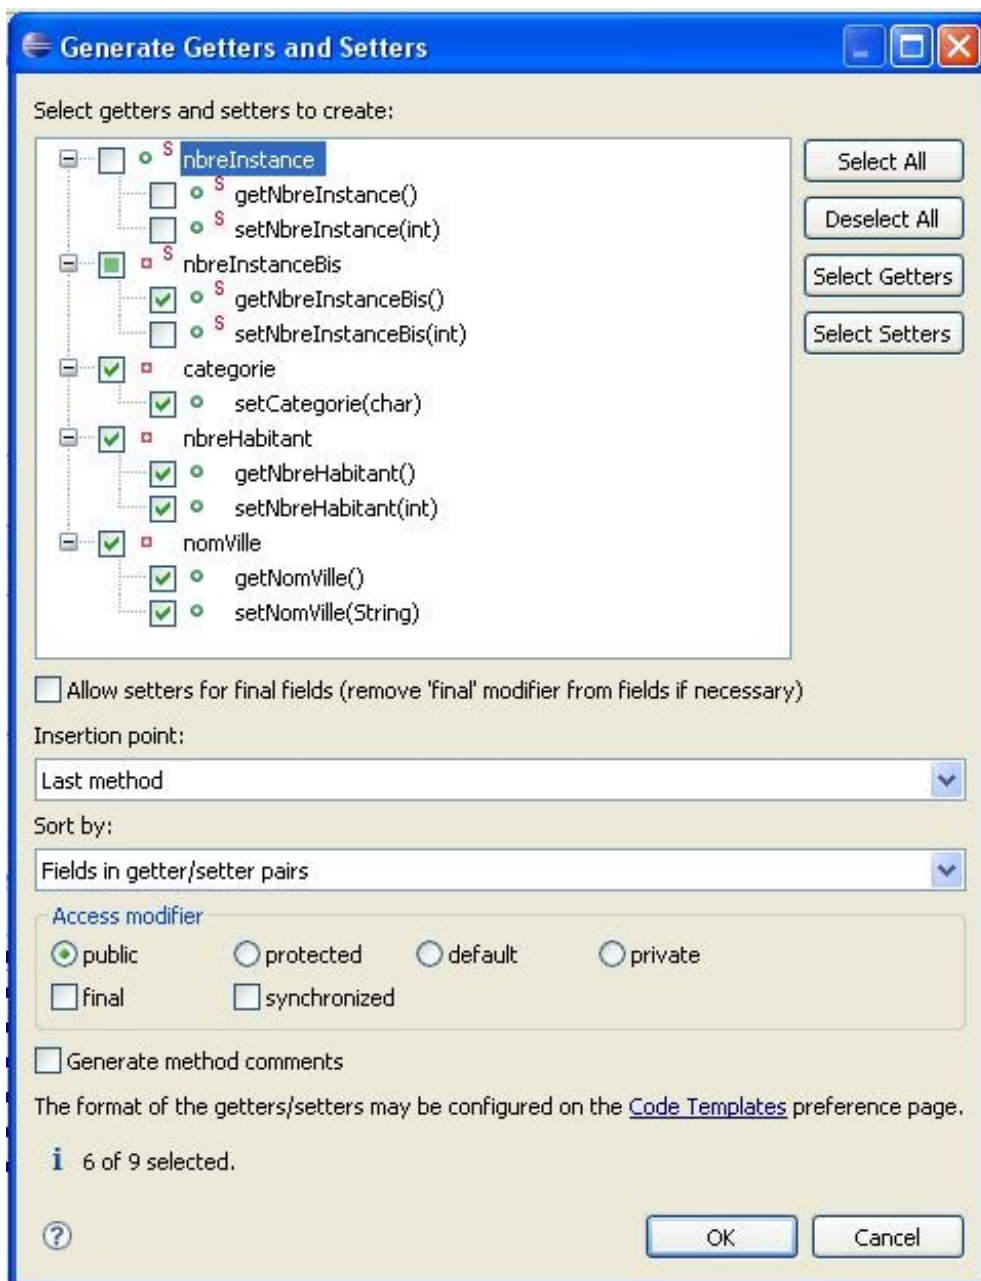 Generate Getters and Setters
Select getters and setters to create:
S nbreInstance
S getNbreInstance()
S setNbreInstance(int)
S nbreInstanceBis
S getNbreInstanceBis()
S setNbreInstanceBis(int)
categorie
setCategorie(char)
nbreHabitant
getNbreHabitant()
setNbreHabitant(int)
nomVille
getNomVille()
setNomVille(String)
Select All
Deselect All
Select Getters
Select Setters
Allow setters for final fields (remove 'final' modifier from fields if necessary)
Insertion point:
Last method
Sort by:
Fields in getter/setter pairs
Access modifier
public protected default private
final synchronized
Generate method comments
The format of the getters/setters may be configured on the Code Templates preference page.
i 6 of 9 selected.
? OK Cancel